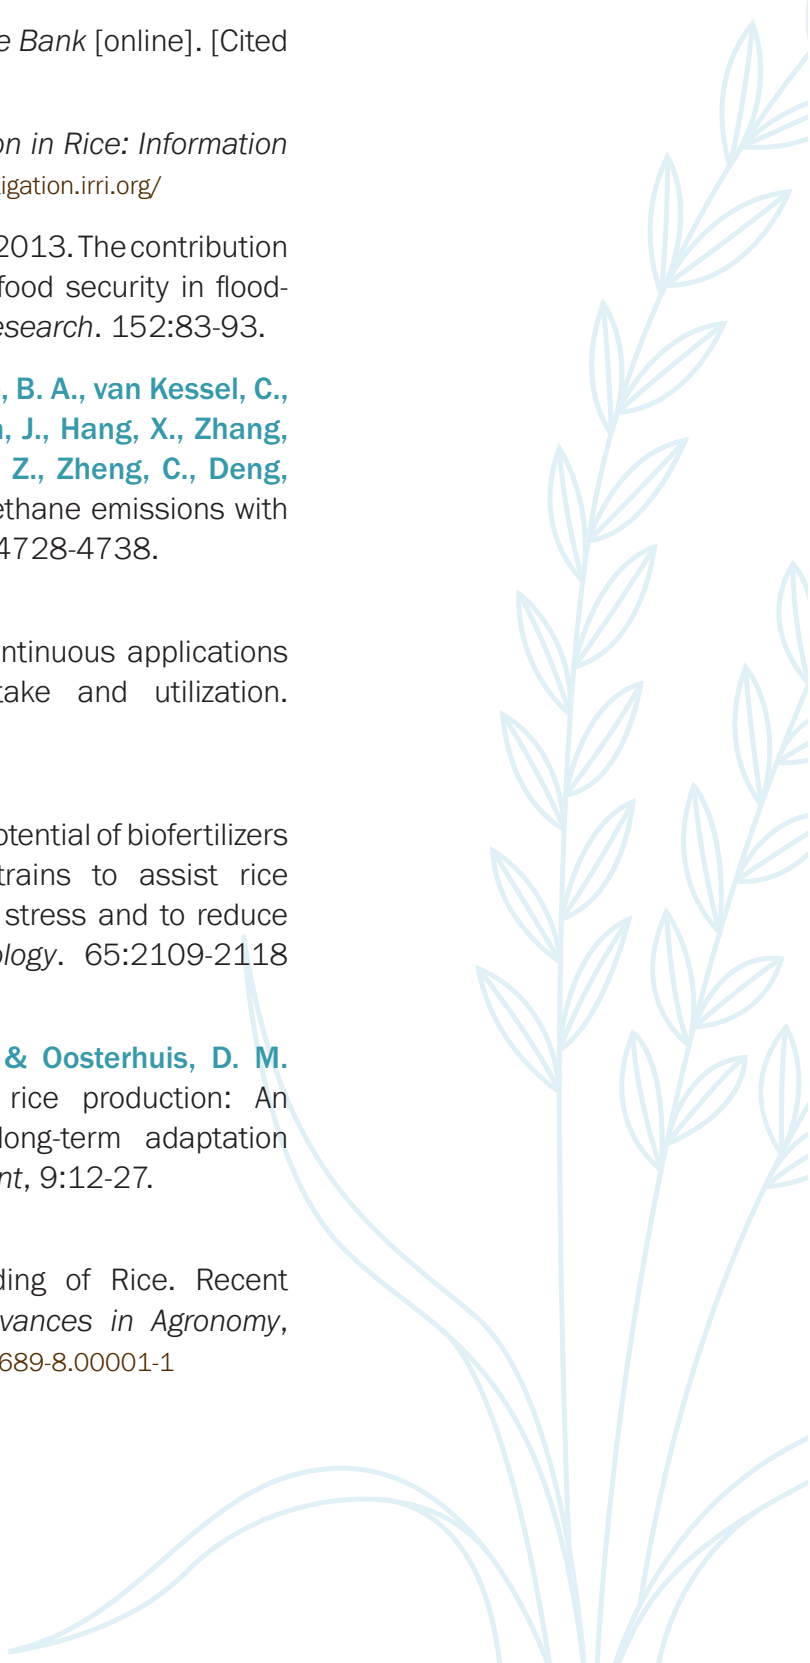 e Bank [online]. [Cited
on in Rice: Information
igation.irri.org/
2013. The contribution
food security in flood-
esearch. 152:83-93.
, B. A., van Kessel, C.,
, J., Hang, X., Zhang,
Z., Zheng, C., Deng,
ethane emissions with
4728-4738.
ntinuous applications
take and utilization.
otential of biofertilizers
trains to assist rice
stress and to reduce
ology. 65:2109-2118
& Oosterhuis, D. M.
rice production: An
long-term adaptation
nt, 9:12-27.
ding of Rice. Recent
vances in Agronomy,
689-8.00001-1